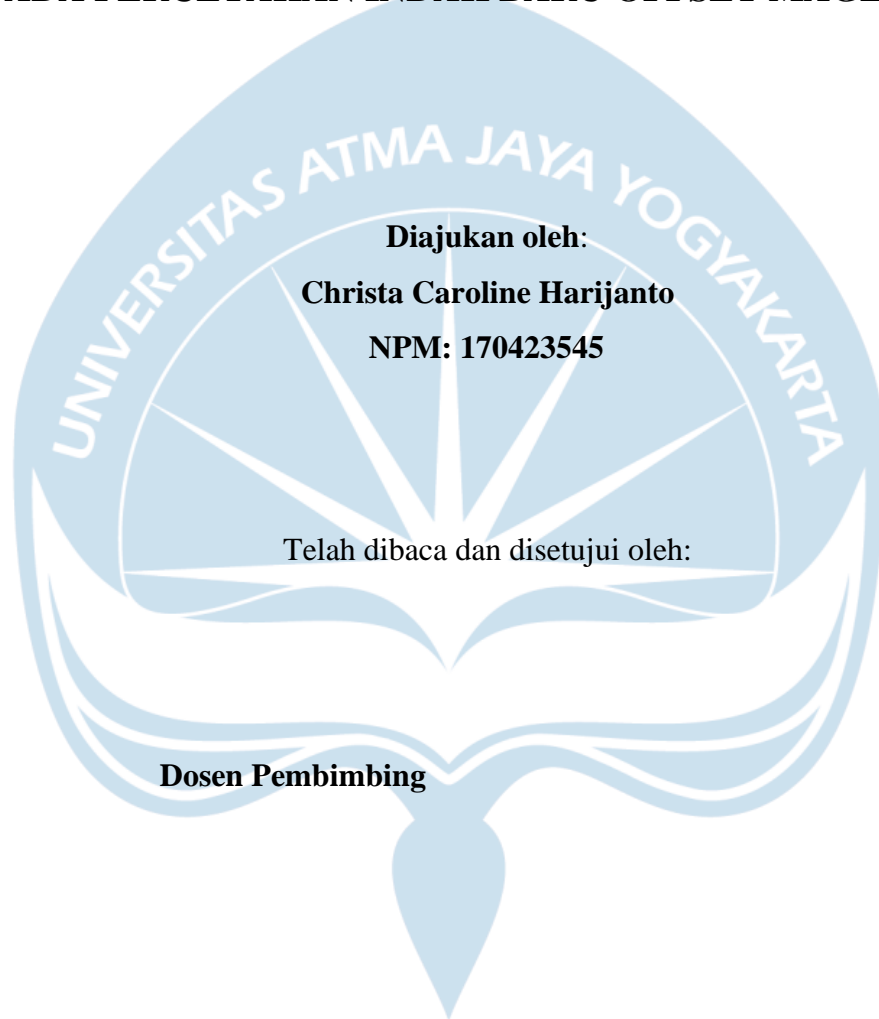 UNIVERSITAS ATMA JAYA YOGYAKARTA
Diajukan oleh:
Christa Caroline Harijanto
NPM: 170423545
Telah dibaca dan disetujui oleh:
Dosen Pembimbing